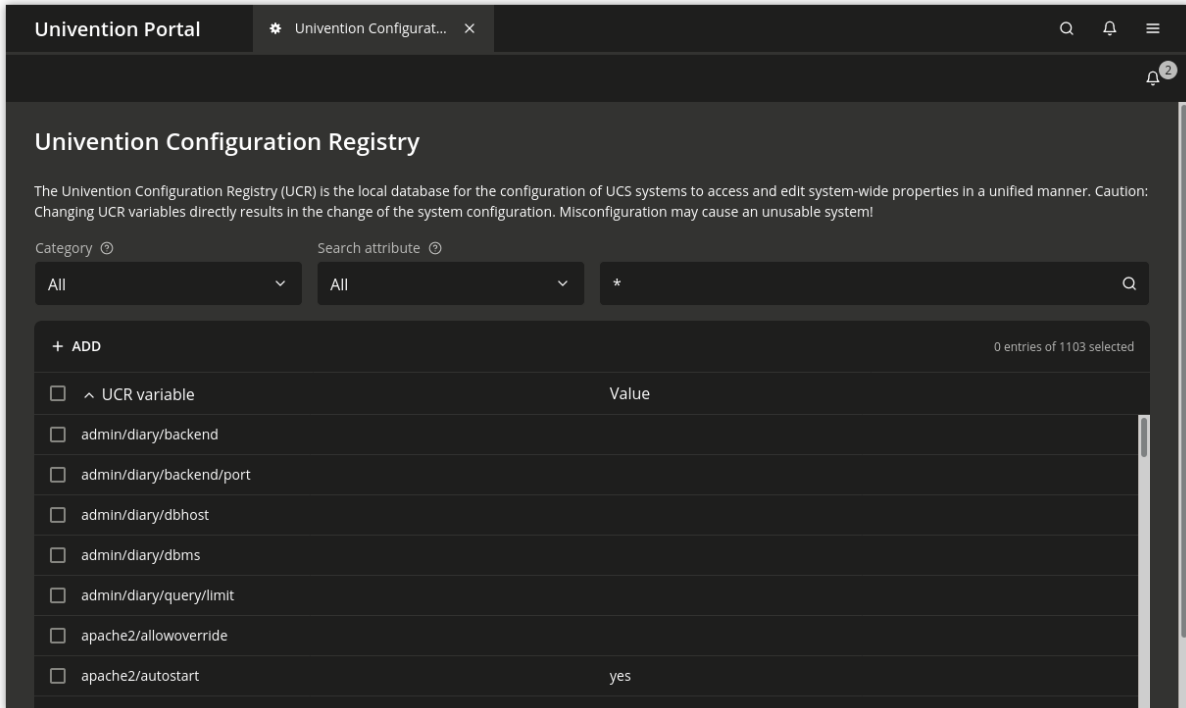 Univention Portal
Univention Configurat...
2
Univention Configuration Registry
The Univention Configuration Registry (UCR) is the local database for the configuration of UCS systems to access and edit system-wide properties in a unified manner. Caution:
Changing UCR variables directly results in the change of the system configuration. Misconfiguration may cause an unusable system!
Category Search attribute
All All *
+ ADD 0 entries of 1103 selected
UCR variable Value
admin/diary/backend
admin/diary/backend/port
admin/diary/dbhost
admin/diary/dbms
admin/diary/query/limit
apache2/allowoverride
apache2/autostart yes